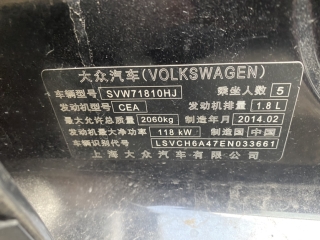 大众汽车(VOLKSWAGEN)
车辆型号 SVW71810HJ 乘坐人数 5
发动机型号 CEA 发动机排量 1.8L
最大允许总质量 2060kg 制造年月 2014.02
发动机最大净功率 118kW 制造国 中国
车辆识别代号 LSVCH6A47EN033661
上海大众汽车有限公司